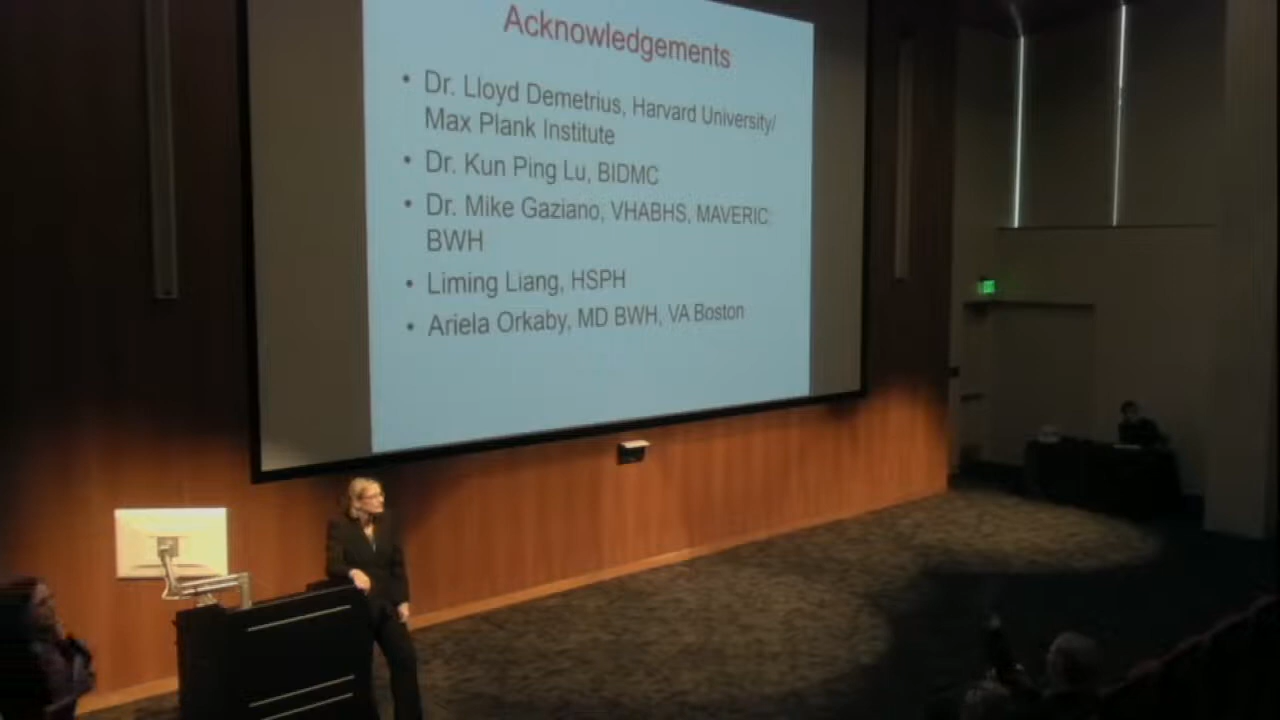 Acknowledgements
• Dr. Lloyd Demetrius, Harvard University/
Max Plank Institute
• Dr. Kun Ping Lu, BIDMC
• Dr. Mike Gaziano, VHABHS, MAVERIC,
BWH
• Liming Liang, HSPH
• Ariela Orkaby, MD BWH, VA Boston